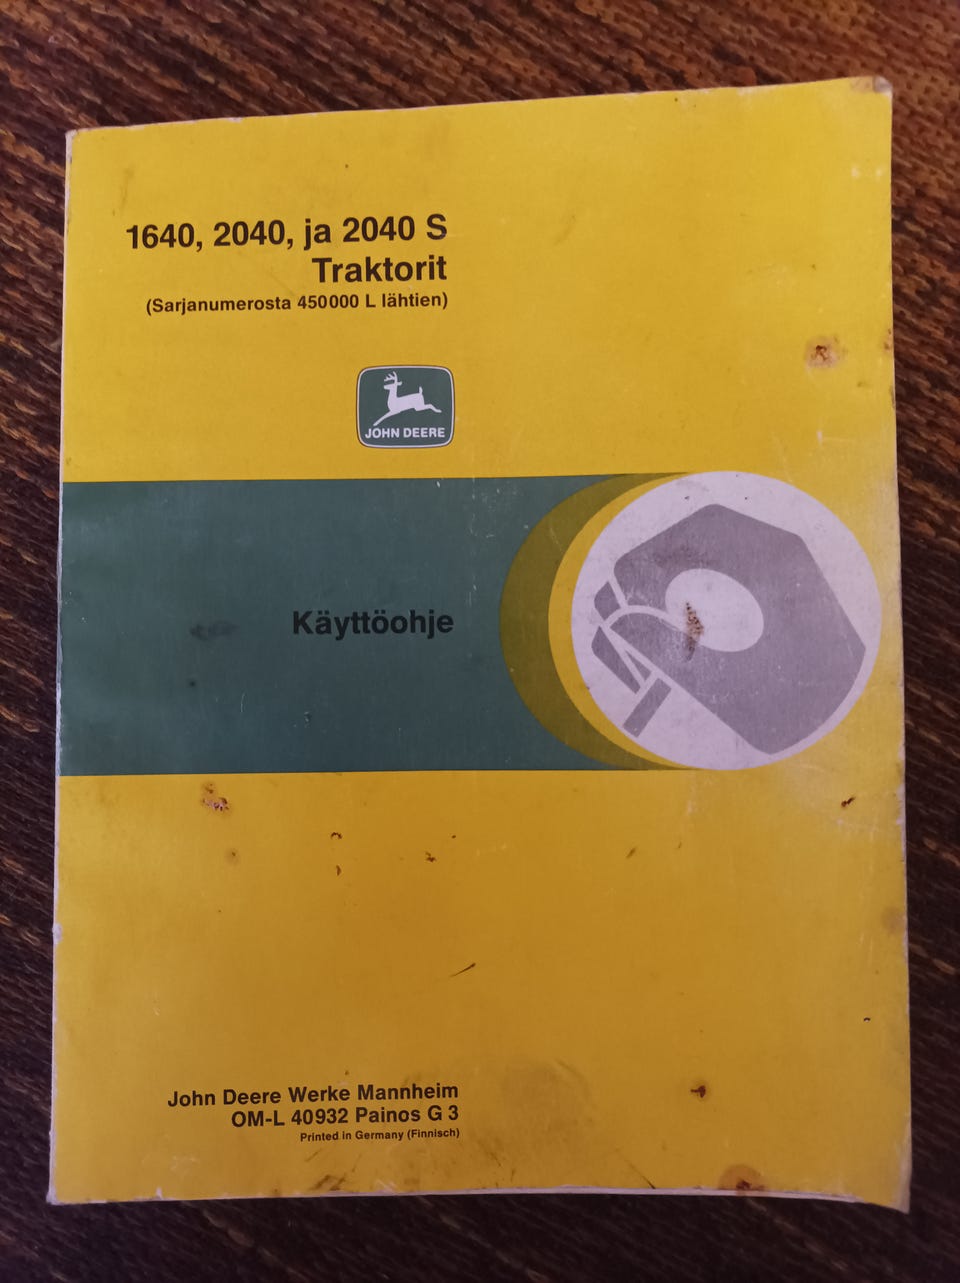 1640, 2040, ja 2040 S
Traktorit
(Sarjanumerosta 450000 L lähtien)
JOHN DEERE
Käyttöohje
John Deere Werke Mannheim
OM-L 40932 Painos G 3
Printed in Germany (Finnisch)